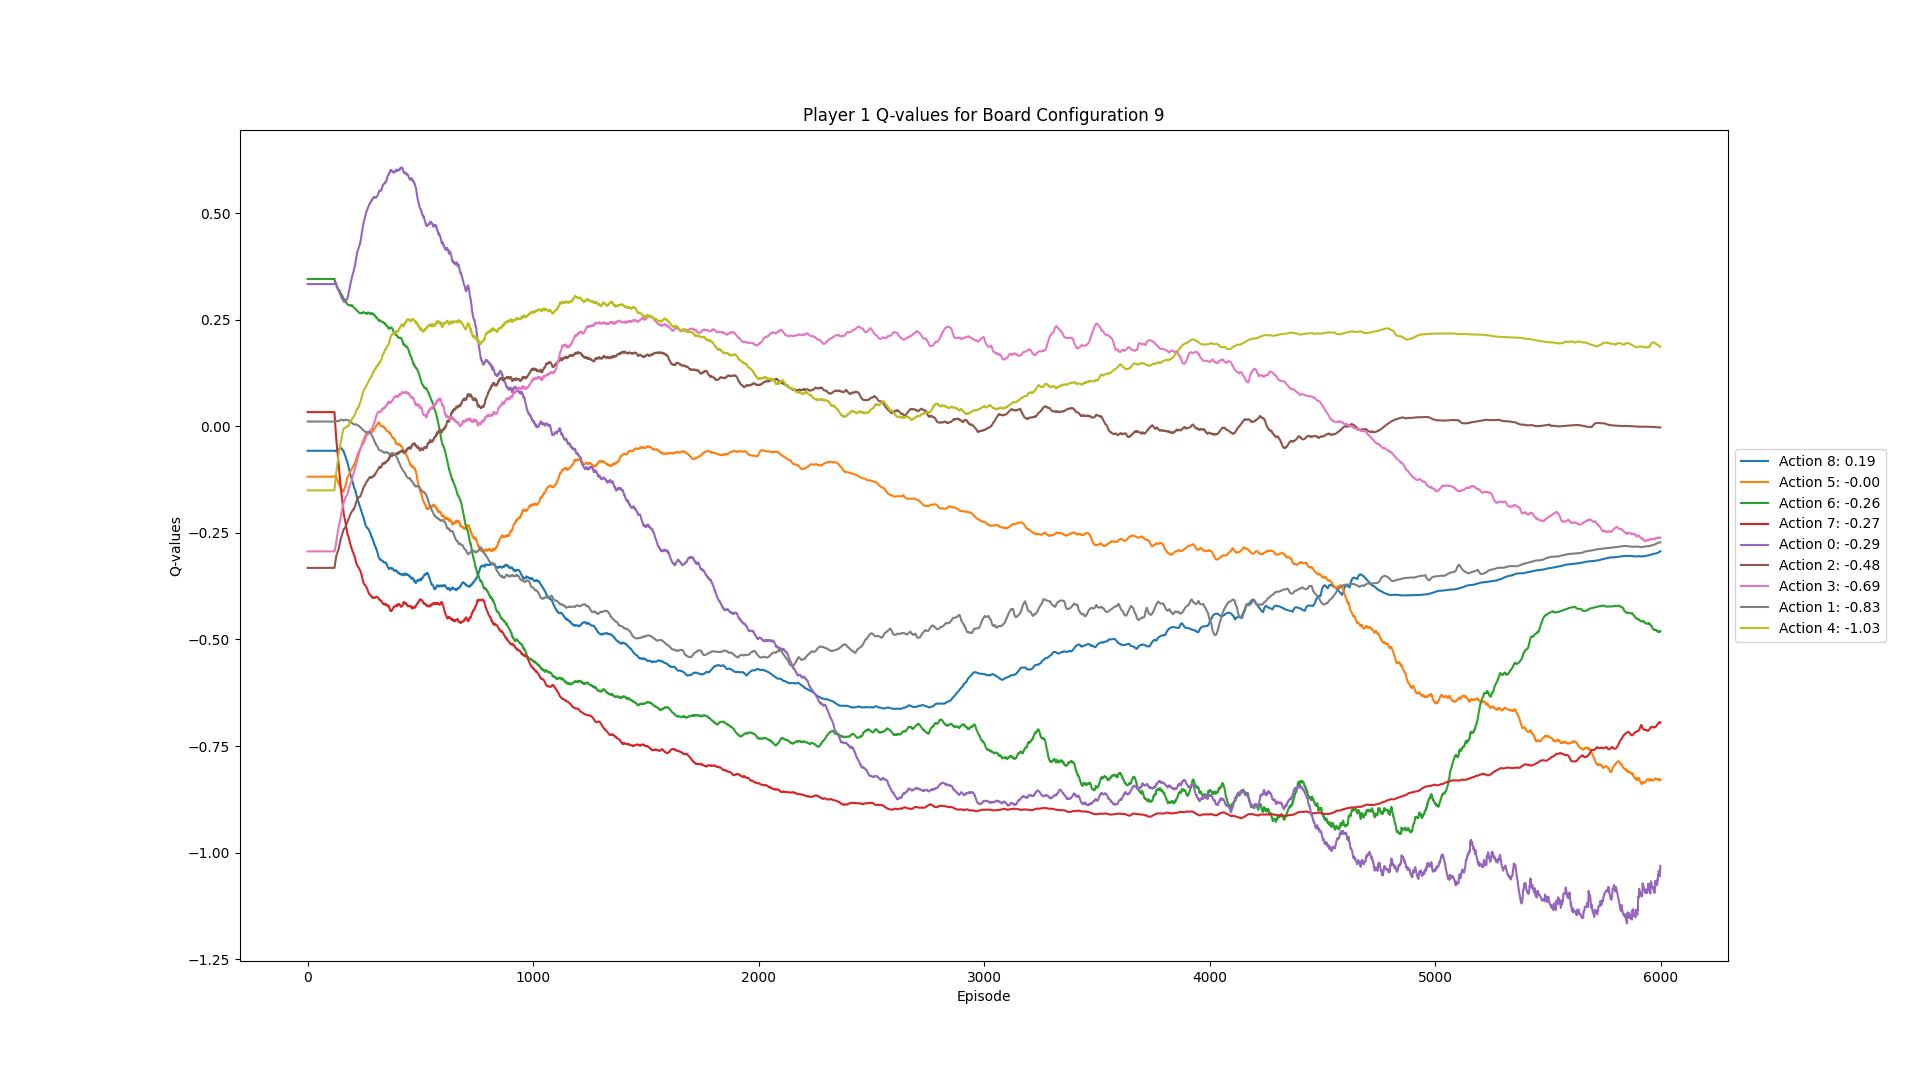 Player 1 Q-values for Board Configuration 9
Q-values
0.50
0.25
0.00
−0.25
−0.50
−0.75
−1.00
−1.25
0
1000
2000
3000
4000
5000
6000
Episode
Action 8: 0.19
Action 5: -0.00
Action 6: -0.26
Action 7: -0.27
Action 0: -0.29
Action 2: -0.48
Action 3: -0.69
Action 1: -0.83
Action 4: -1.03